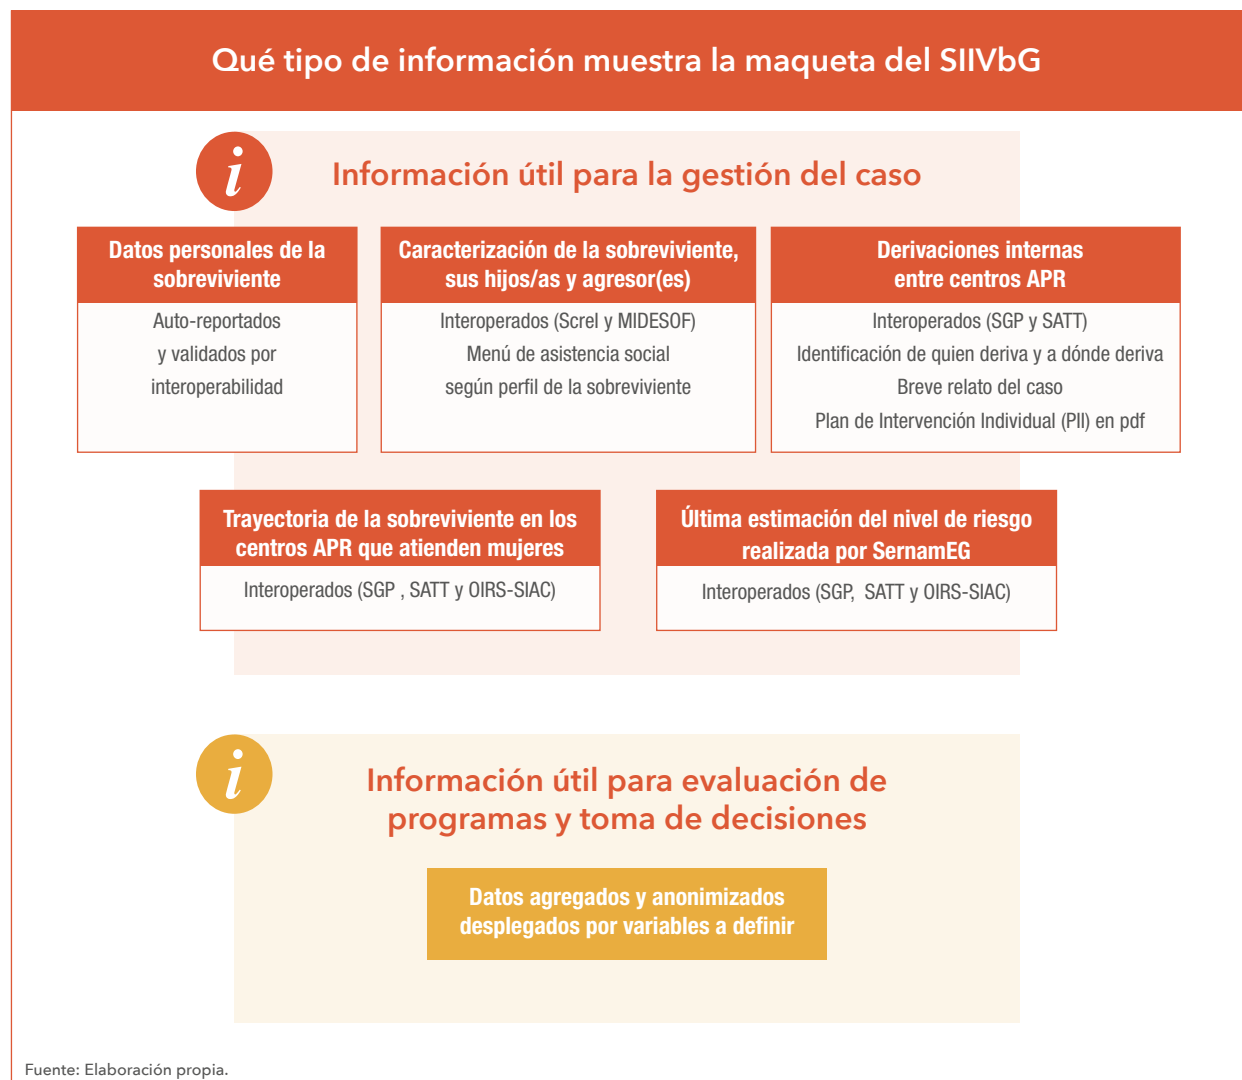 Qué tipo de información muestra la maqueta del SIIVbG
i
Información útil para la gestión del caso
Datos personales de la
sobreviviente
Auto-reportados
y validados por
interoperabilidad
Caracterización de la sobreviviente,
sus hijos/as y agresor(es)
Interoperados (Screl y MIDESOF)
Menú de asistencia social
según perfil de la sobreviviente
Derivaciones internas
entre centros APR
Interoperados (SGP y SATT)
Identificación de quien deriva y a dónde deriva
Breve relato del caso
Plan de Intervención Individual (PII) en pdf
Trayectoria de la sobreviviente en los
centros APR que atienden mujeres
Interoperados (SGP , SATT y OIRS-SIAC)
Última estimación del nivel de riesgo
realizada por SernamEG
Interoperados (SGP, SATT y OIRS-SIAC)
i
Información útil para evaluación de
programas y toma de decisiones
Datos agregados y anonimizados
desplegados por variables a definir
Fuente: Elaboración propia.